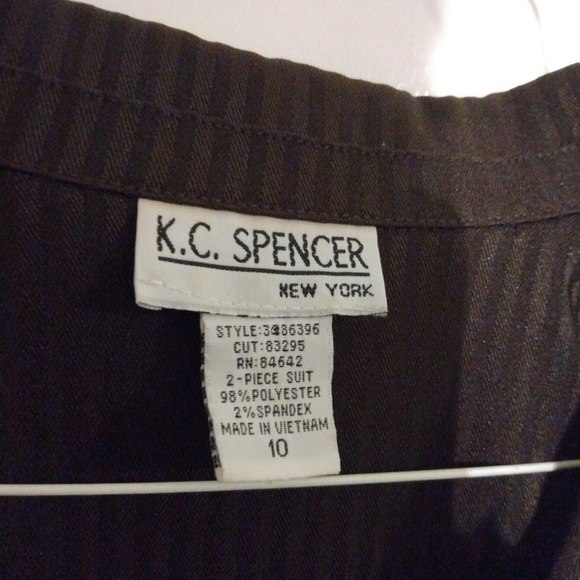 K.C. SPENCER
NEW YORK
STYLE:3486396
CUT:83295
RN:84642
2-PIECE SUIT
98%POLYESTER
2%SPANDEX
MADE IN VIETNAM
10